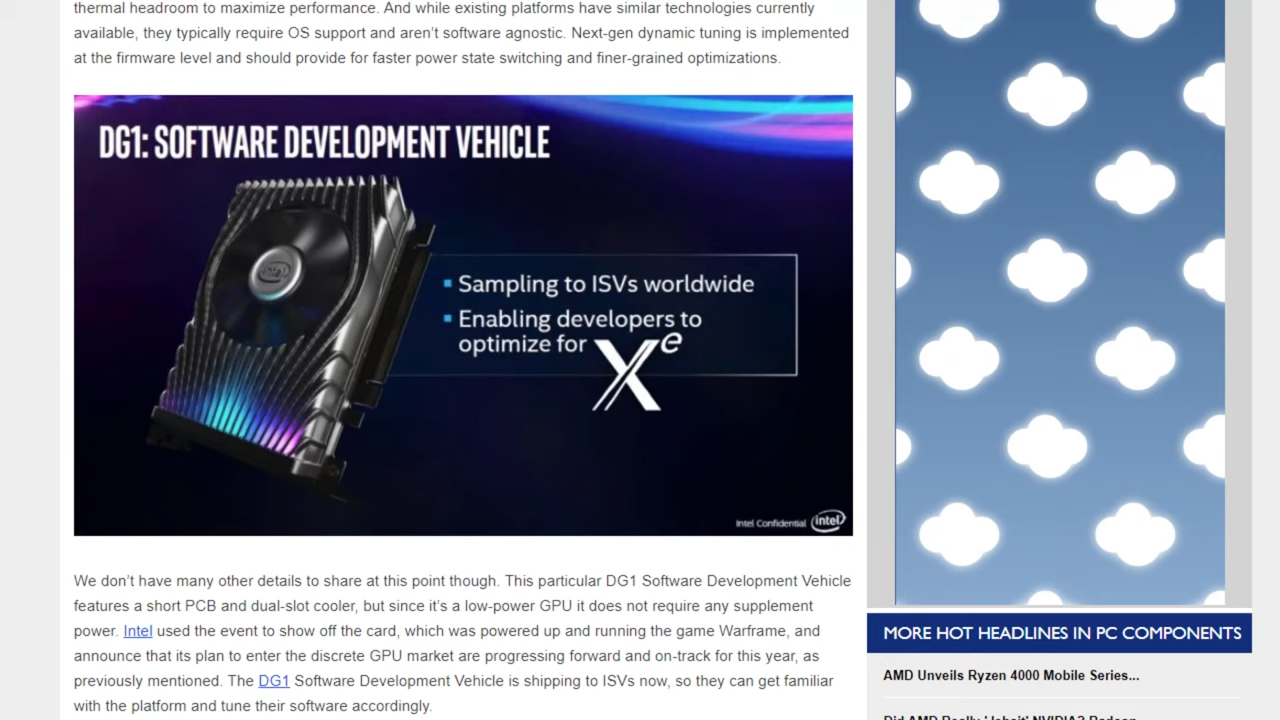 thermal headroom to maximize performance. And while existing platforms have similar technologies currently
available, they typically require OS support and aren’t software agnostic. Next-gen dynamic tuning is implemented
at the firmware level and should provide for faster power state switching and finer-grained optimizations.
DG1: SOFTWARE DEVELOPMENT VEHICLE
intel
▪ Sampling to ISVs worldwide
▪ Enabling developers to
optimize for Xe
Intel Confidential intel
We don’t have many other details to share at this point though. This particular DG1 Software Development Vehicle
features a short PCB and dual-slot cooler, but since it’s a low-power GPU it does not require any supplement
power. Intel used the event to show off the card, which was powered up and running the game Warframe, and
announce that its plan to enter the discrete GPU market are progressing forward and on-track for this year, as
previously mentioned. The DG1 Software Development Vehicle is shipping to ISVs now, so they can get familiar
with the platform and tune their software accordingly.
MORE HOT HEADLINES IN PC COMPONENTS
AMD Unveils Ryzen 4000 Mobile Series...